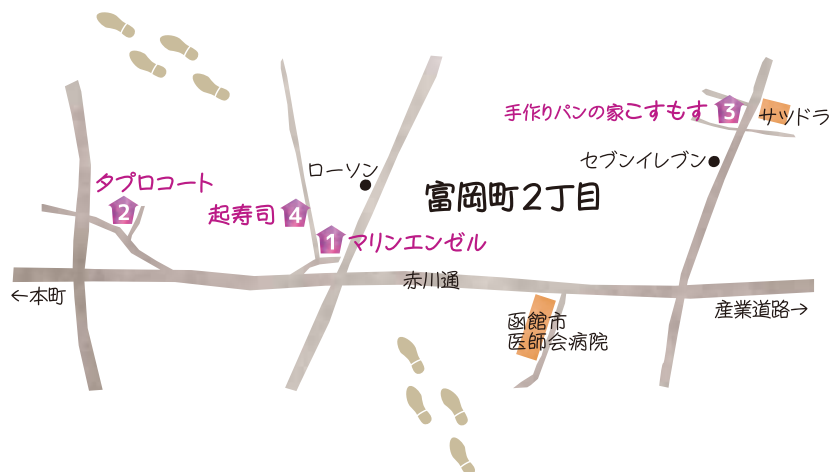 手作りパンの家こすもす
3
サツドラ
セブンイレブン
ローソン
タプロコート
2
起寿司
4
富岡町2丁目
1
マリンエンゼル
赤川通
←本町
産業道路→
函館市
医師会病院